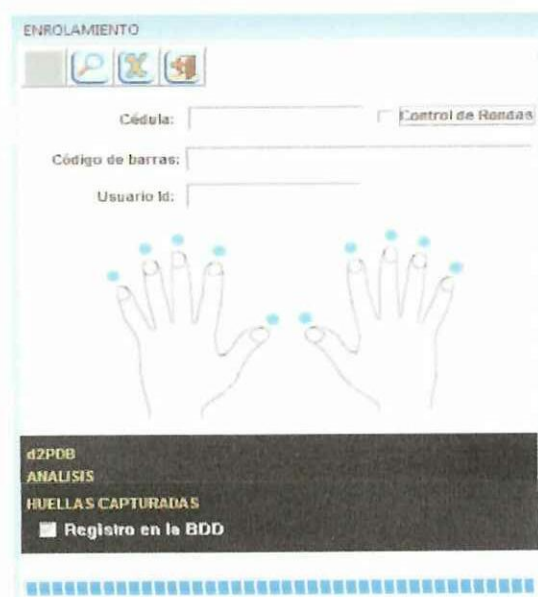 ENROLAMIENTO
Cédula:
Control de Rondas
Código de barras:
Usuario Id:
d2PDB
ANALISIS
HUELLAS CAPTURADAS
Registro en la BDD